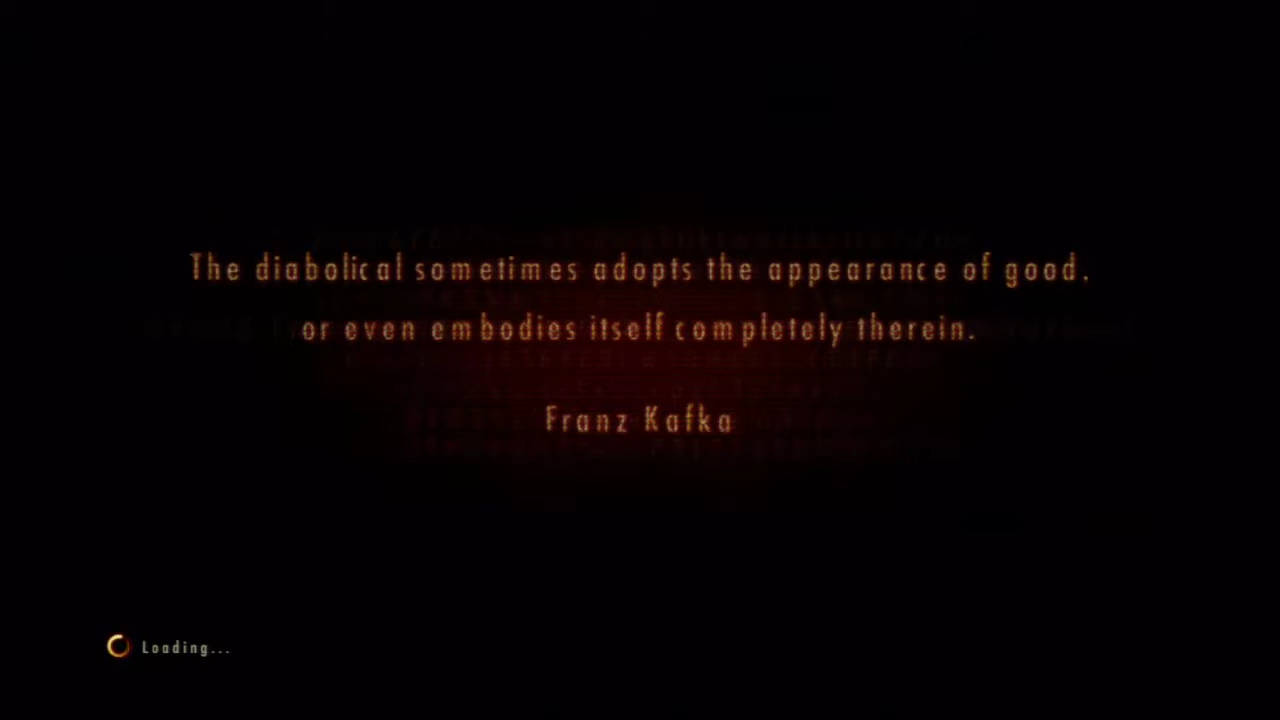 The diabolical sometimes adopts the appearance of good.
or even embodies itself completely therein.
Franz Kafka
Loading...